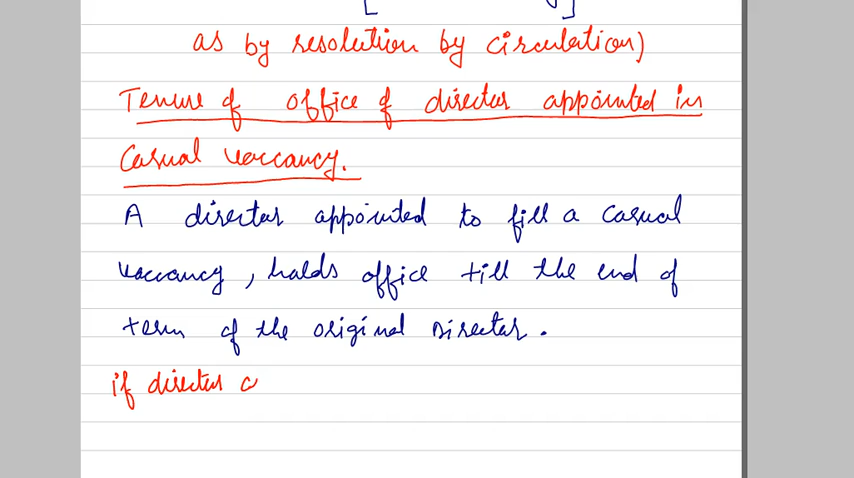 as by resolution by circulation)
Tenure of office of director appointed in
Casual vaccancy.
A director appointed to fill a casual
vaccancy, holds office till the end of
term of the original Director.
if director a